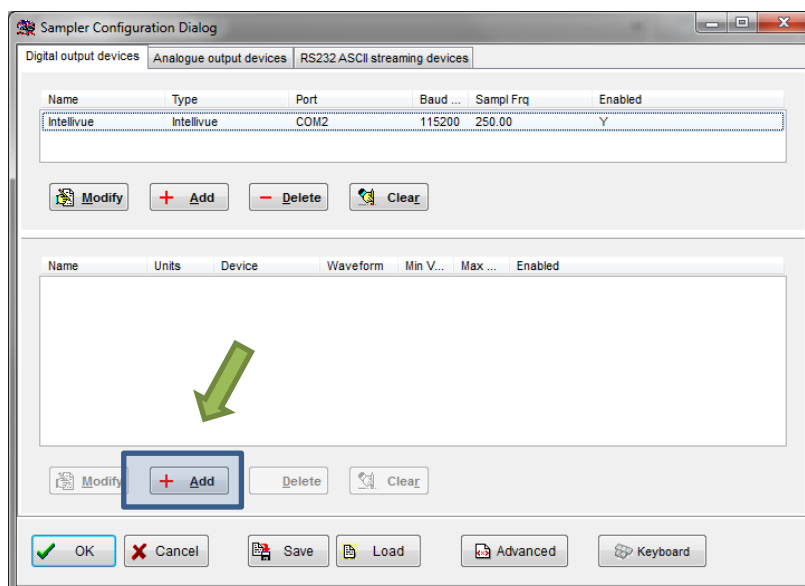 Sampler Configuration Dialog
Digital output devices Analogue output devices RS232 ASCII streaming devices
Name Type Port Baud ... Sampl Frq Enabled
Intellivue Intellivue COM2 115200 250.00 Y
Modify Add Delete Clear
Name Units Device Waveform Min V... Max ... Enabled
Modify Add Delete Clear
OK Cancel Save Load Advanced Keyboard